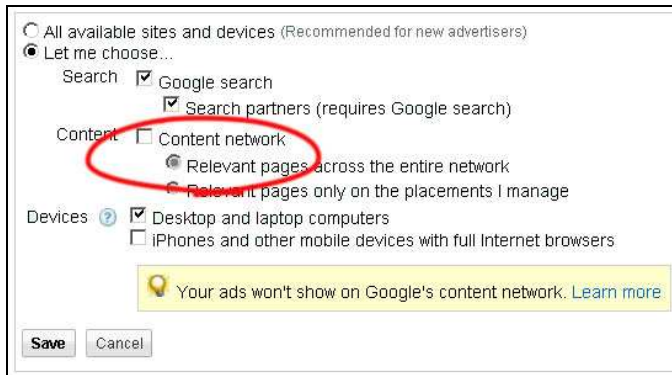 All available sites and devices (Recommended for new advertisers)
Let me choose...
Search Google search
Search partners (requires Google search)
Content Content network
Relevant pages across the entire network
Relevant pages only on the placements I manage
Devices ? Desktop and laptop computers
iPhones and other mobile devices with full Internet browsers
Your ads won't show on Google's content network. Learn more
Save Cancel